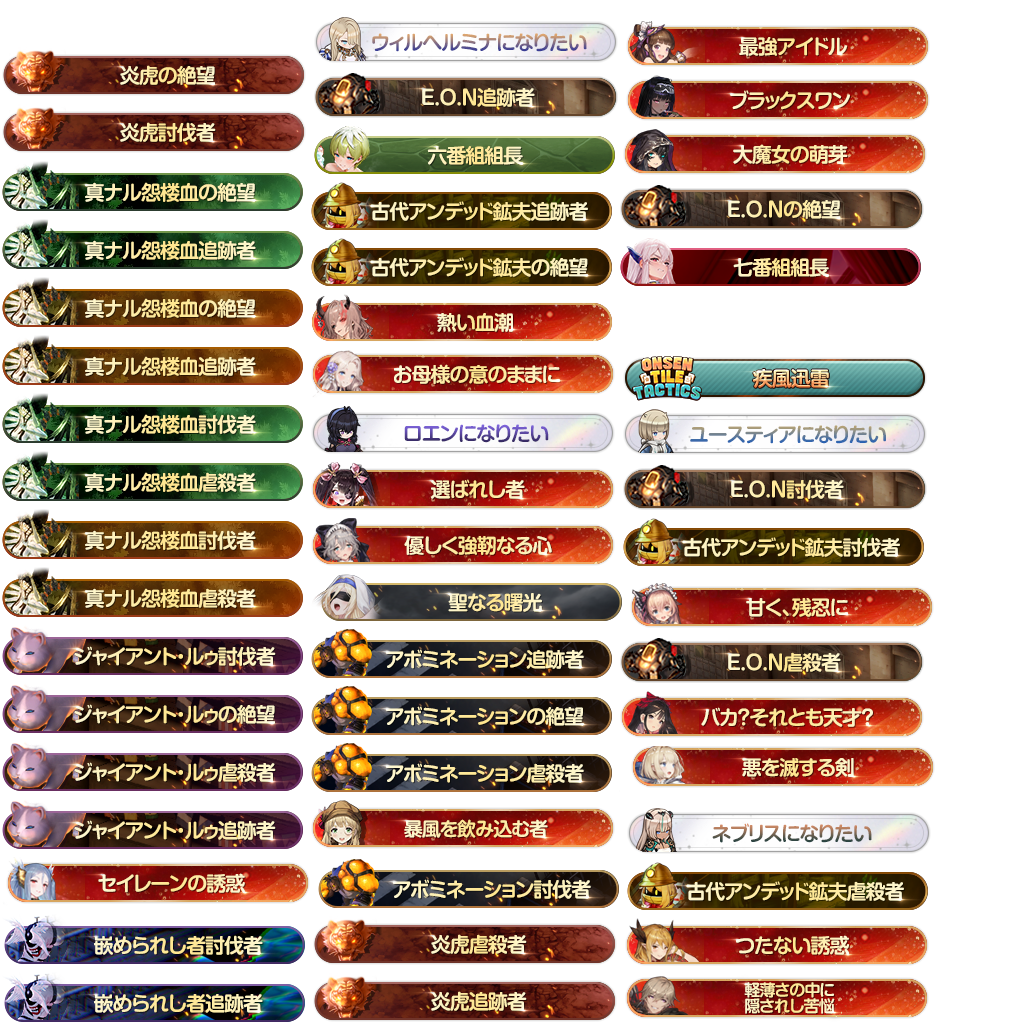 炎虎の絶望
炎虎討伐者
真ナル怨楼血の絶望
真ナル怨楼血追跡者
真ナル怨楼血の絶望
真ナル怨楼血追跡者
真ナル怨楼血討伐者
真ナル怨楼血虐殺者
真ナル怨楼血討伐者
真ナル怨楼血虐殺者
ジャイアント・ルゥ討伐者
ジャイアント・ルゥの絶望
ジャイアント・ルゥ虐殺者
ジャイアント・ルゥ追跡者
セイレーンの誘惑
嵌められし者討伐者
嵌められし者追跡者
ウィルヘルミナになりたい
E.O.N追跡者
六番組組長
古代アンデッド鉱夫追跡者
古代アンデッド鉱夫の絶望
熱い血潮
お母様の意のままに
ロエンになりたい
選ばれし者
優しく強靭なる心
聖なる曙光
アボミネーション追跡者
アボミネーションの絶望
アボミネーション虐殺者
暴風を飲み込む者
アボミネーション討伐者
炎虎虐殺者
炎虎追跡者
最強アイドル
ブラックスワン
大魔女の萌芽
E.O.Nの絶望
七番組組長
ONSEN
TILE
TACTICS
疾風迅雷
ユースティアになりたい
E.O.N討伐者
古代アンデッド鉱夫討伐者
甘く、残忍に
E.O.N虐殺者
バカ?それとも天才?
悪を滅する剣
ネブリスになりたい
古代アンデッド鉱夫虐殺者
つたない誘惑
軽薄さの中に
隠されし苦悩